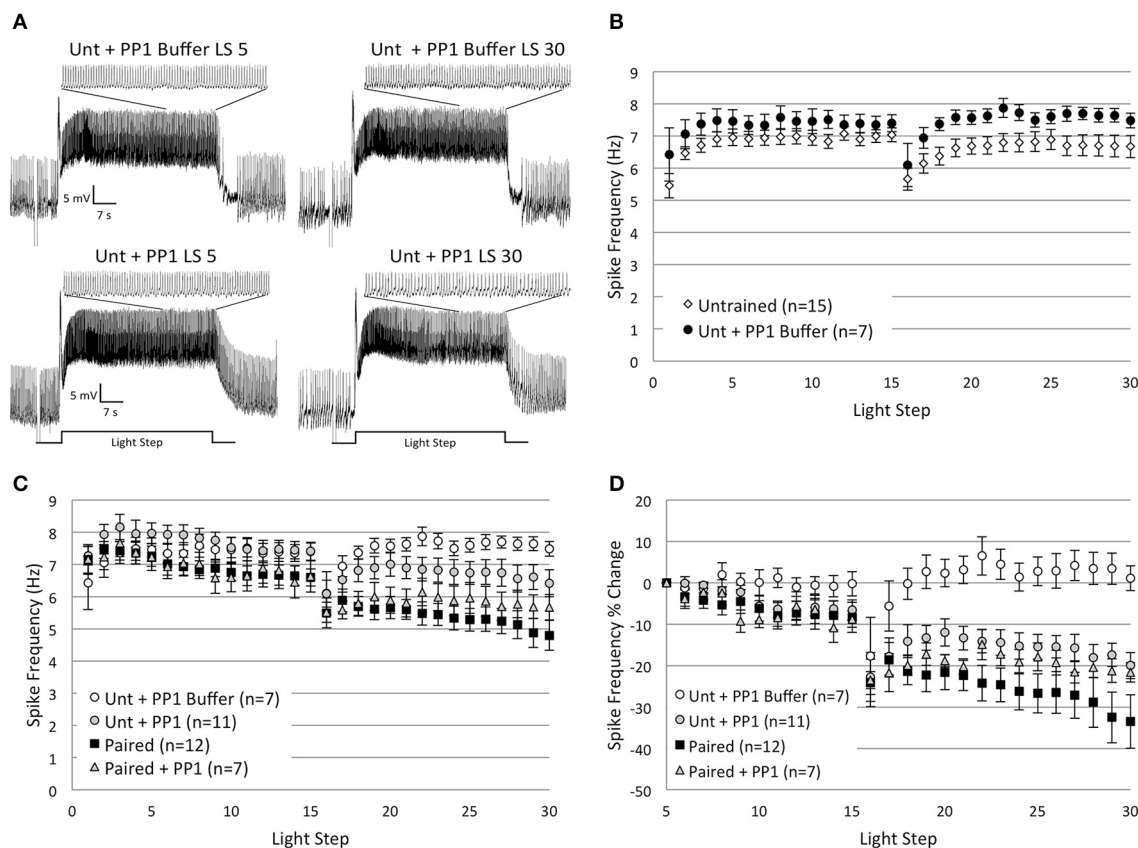 A
Unt + PP1 Buffer LS 5
Unt + PP1 Buffer LS 30
5 mV
7 s
Unt + PP1 LS 5
Unt + PP1 LS 30
5 mV
7 s
Light Step
Light Step
B
Spike Frequency (Hz)
9
8
7
6
5
4
3
2
1
0
Untrained (n=15)
Unt + PP1 Buffer (n=7)
0 5 10 15 20 25 30
Light Step
C
Spike Frequency (Hz)
9
8
7
6
5
4
3
2
1
0
Unt + PP1 Buffer (n=7)
Unt + PP1 (n=11)
Paired (n=12)
Paired + PP1 (n=7)
0 5 10 15 20 25 30
Light Step
D
Spike Frequency % Change
20
10
0
-10
-20
-30
-40
-50
Unt + PP1 Buffer (n=7)
Unt + PP1 (n=11)
Paired (n=12)
Paired + PP1 (n=7)
5 10 15 20 25 30
Light Step